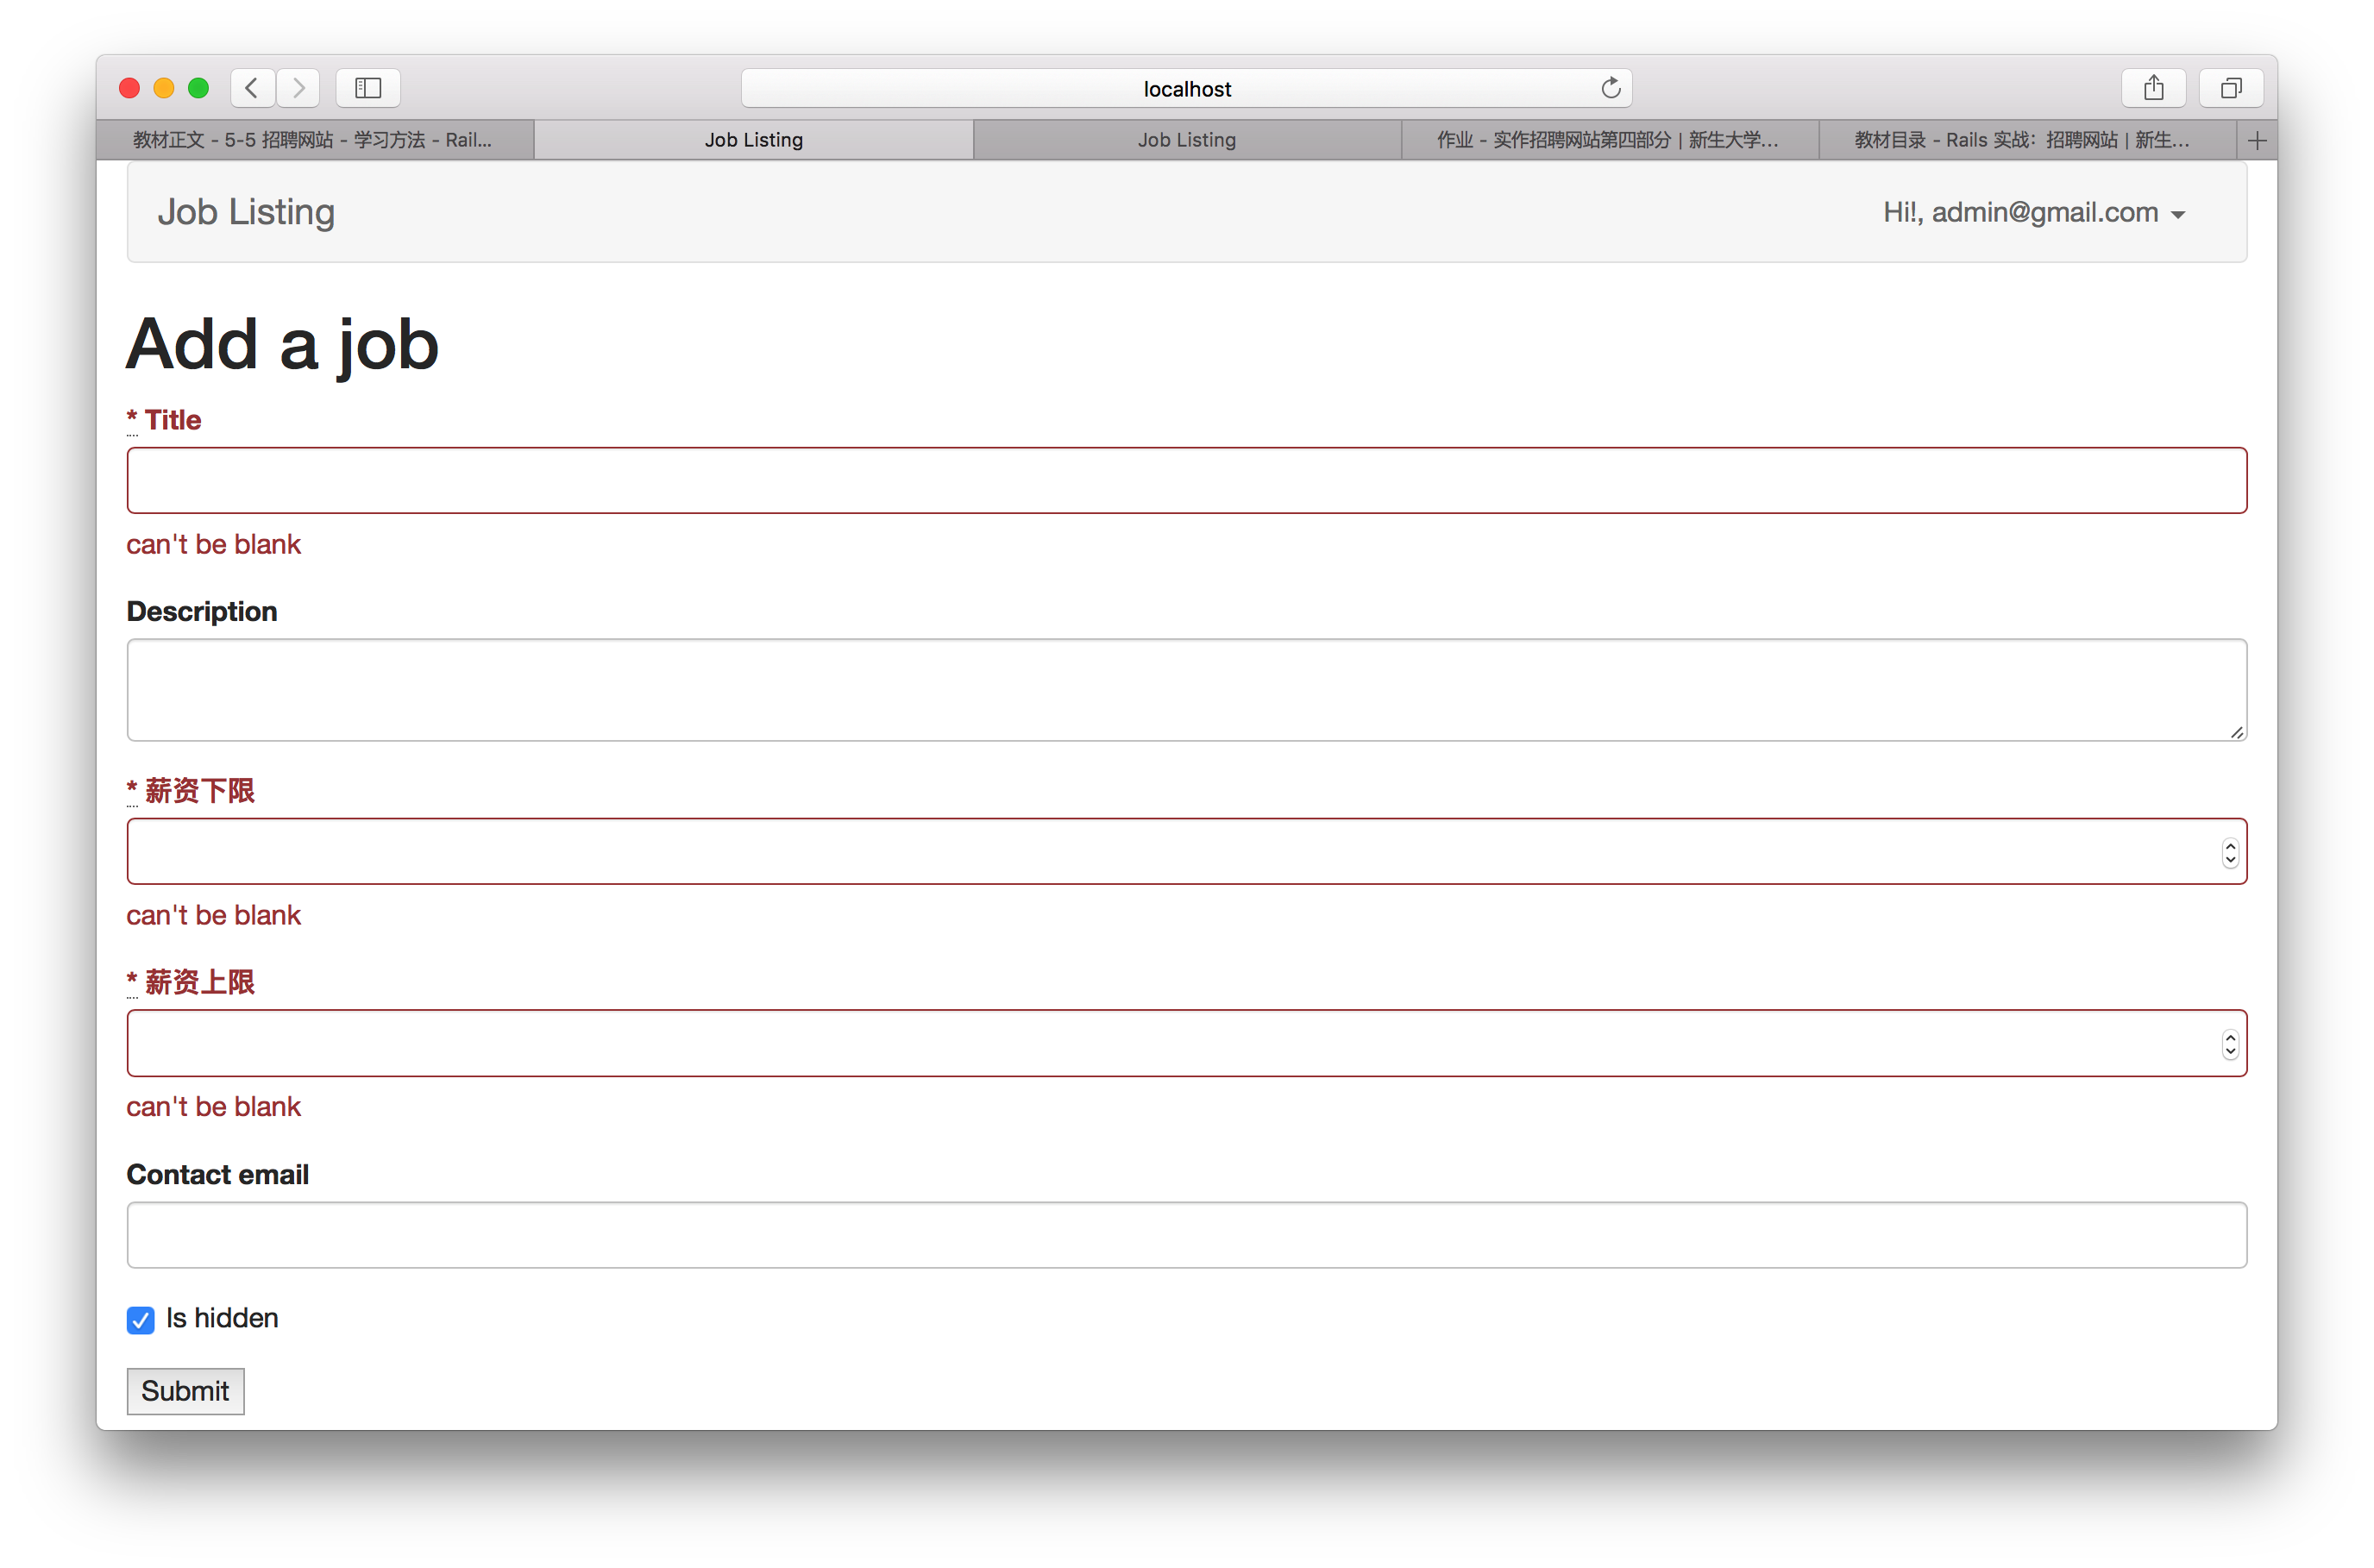 localhost
教材正文 - 5-5 招聘网站 - 学习方法 - Rail...
Job Listing
Job Listing
作业 - 实作招聘网站第四部分 | 新生大学...
教材目录 - Rails 实战：招聘网站 | 新生...
Job Listing
Hi!, admin@gmail.com
Add a job
* Title
can't be blank
Description
* 薪资下限
can't be blank
* 薪资上限
can't be blank
Contact email
Is hidden
Submit